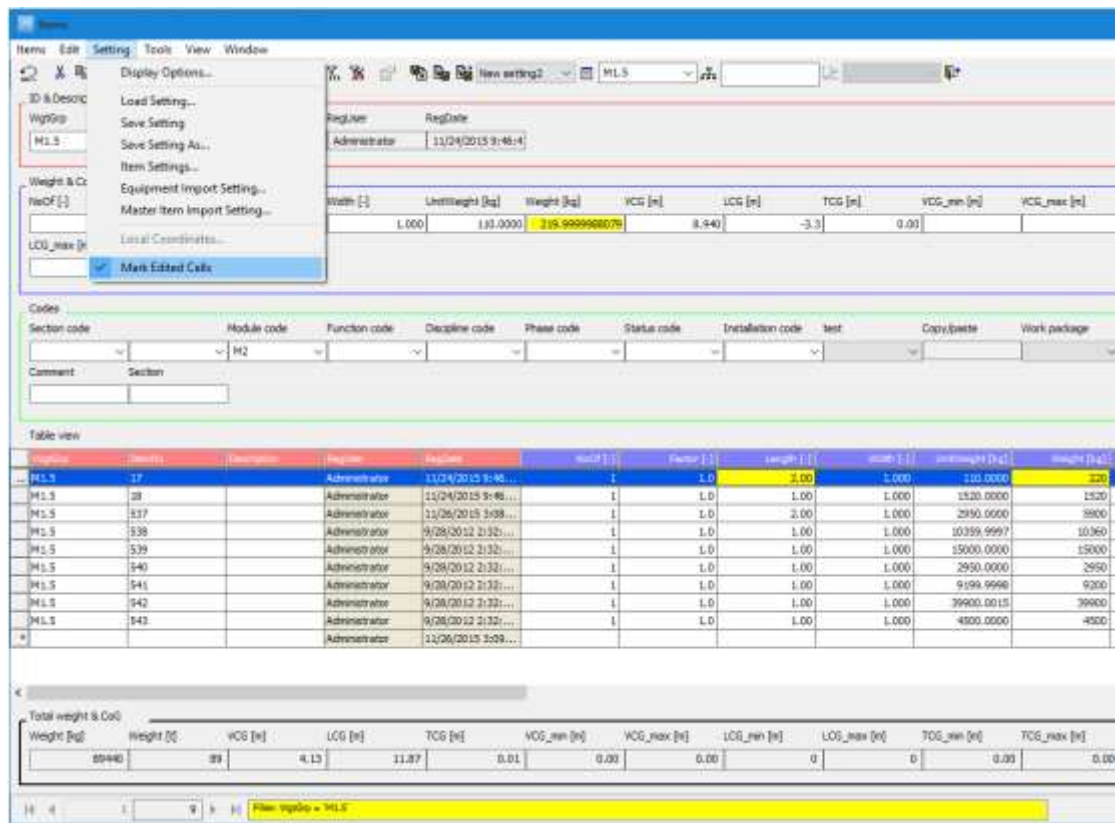 Items
Items Edit Setting Tools View Window
Display Options...
New setting2 M1.5
Load Setting...
Save Setting
Save Setting As...
Item Settings...
Equipment Import Setting...
Master Item Import Setting...
Local Coordinates...
Mark Edited Cells
ID & Descrip
WgtGrp RegUser RegDate
M1.5 Administrator 11/24/2015 9:46:4
Weight & Co
NoOf [-] Width [-] UnitWeight [kg] Weight [kg] VCG [m] LCG [m] TCG [m] VCG_min [m] VCG_max [m]
1.000 110.0000 219.9999988079 8.940 -3.3 0.00
LCG_max [m
Codes
Section code Module code Function code Discipline code Phase code Status code Installation code test Copy/paste Work package
M2
Comment Section
Table view
WgtGrp ItemNo Description RegUser RegDate NoOf [-] Factor [-] Length [-] Width [-] UnitWeight [kg] Weight [kg]
... M1.5 17 Administrator 11/24/2015 9:46... 1 1.0 2.00 1.000 110.0000 220
M1.5 18 Administrator 11/24/2015 9:46... 1 1.0 1.00 1.000 1520.0000 1520
M1.5 537 Administrator 11/26/2015 3:08... 1 1.0 2.00 1.000 2950.0000 5900
M1.5 538 Administrator 9/28/2012 2:32:... 1 1.0 1.00 1.000 10359.9997 10360
M1.5 539 Administrator 9/28/2012 2:32:... 1 1.0 1.00 1.000 15000.0000 15000
M1.5 540 Administrator 9/28/2012 2:32:... 1 1.0 1.00 1.000 2950.0000 2950
M1.5 541 Administrator 9/28/2012 2:32:... 1 1.0 1.00 1.000 9199.9998 9200
M1.5 542 Administrator 9/28/2012 2:32:... 1 1.0 1.00 1.000 39900.0015 39900
M1.5 543 Administrator 9/28/2012 2:32:... 1 1.0 1.00 1.000 4500.0000 4500
* Administrator 11/26/2015 3:09...
Total weight & CoG
Weight [kg] Weight [t] VCG [m] LCG [m] TCG [m] VCG_min [m] VCG_max [m] LCG_min [m] LCG_max [m] TCG_min [m] TCG_max [m]
89440 89 4.13 11.87 0.01 0.00 0.00 0 0 0.00 0.00
1 9 Filter: WgtGrp = 'M1.5'